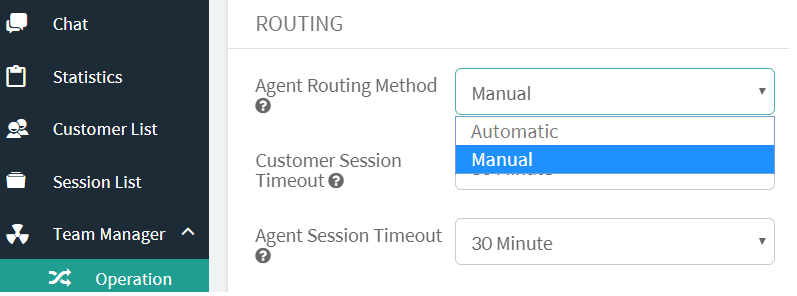 Chat
Statistics
Customer List
Session List
Team Manager
Operation
ROUTING
Agent Routing Method
Manual
Automatic
Manual
Customer Session
Timeout
Agent Session Timeout
30 Minute